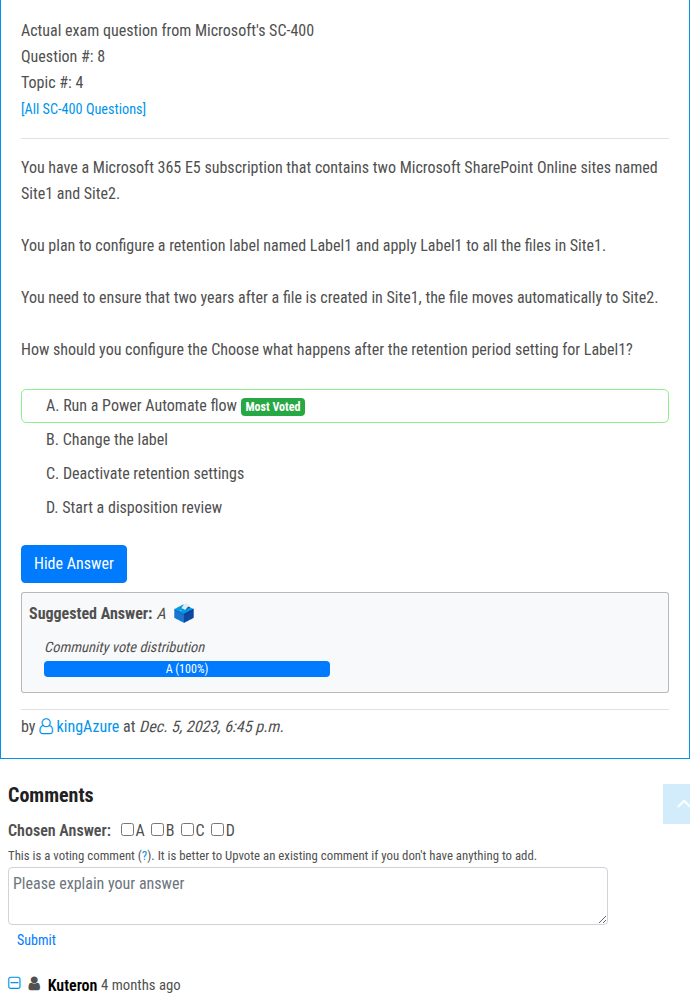 Actual exam question from Microsoft's SC-400
Question #: 8
Topic #: 4
[All SC-400 Questions]
You have a Microsoft 365 E5 subscription that contains two Microsoft SharePoint Online sites named
Site1 and Site2.
You plan to configure a retention label named Label1 and apply Label1 to all the files in Site1.
You need to ensure that two years after a file is created in Site1, the file moves automatically to Site2.
How should you configure the Choose what happens after the retention period setting for Label1?
A. Run a Power Automate flow Most Voted
B. Change the label
C. Deactivate retention settings
D. Start a disposition review
Hide Answer
Suggested Answer: A
Community vote distribution
A (100%)
by kingAzure at Dec. 5, 2023, 6:45 p.m.
Comments
Chosen Answer: A B C D
This is a voting comment (?). It is better to Upvote an existing comment if you don't have anything to add.
Please explain your answer
Submit
Kuteron 4 months ago